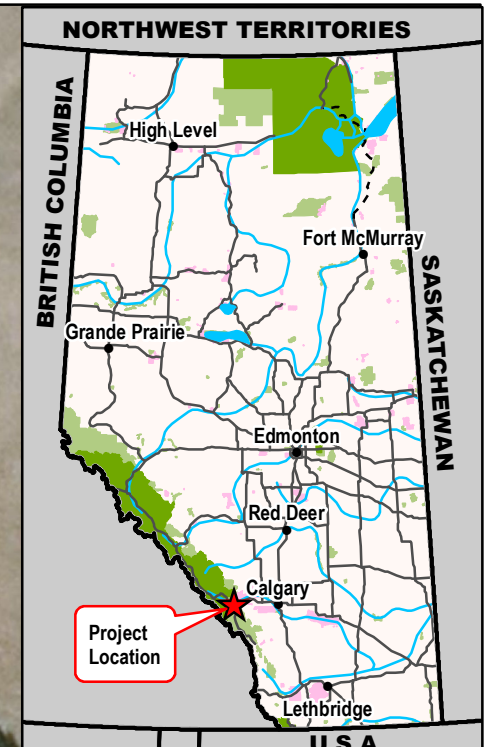 NORTHWEST TERRITORIES
BRITISH COLUMBIA
High Level
Fort McMurray
SASKATCHEWAN
Grande Prairie
Edmonton
Red Deer
Calgary
Project
Location
Lethbridge
U.S.A